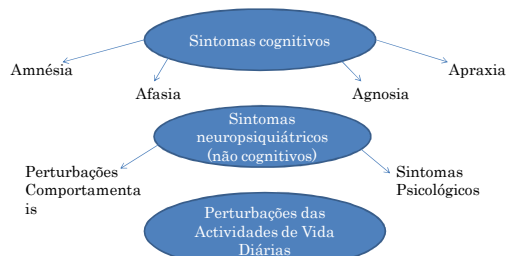 Sintomas cognitivos
Amnésia
Apraxia
Afasia
Agnosia
Sintomas
neuropsiquiátricos
(não cognitivos)
Perturbações
Comportamenta
is
Sintomas
Psicológicos
Perturbações das
Actividades de Vida
Diárias